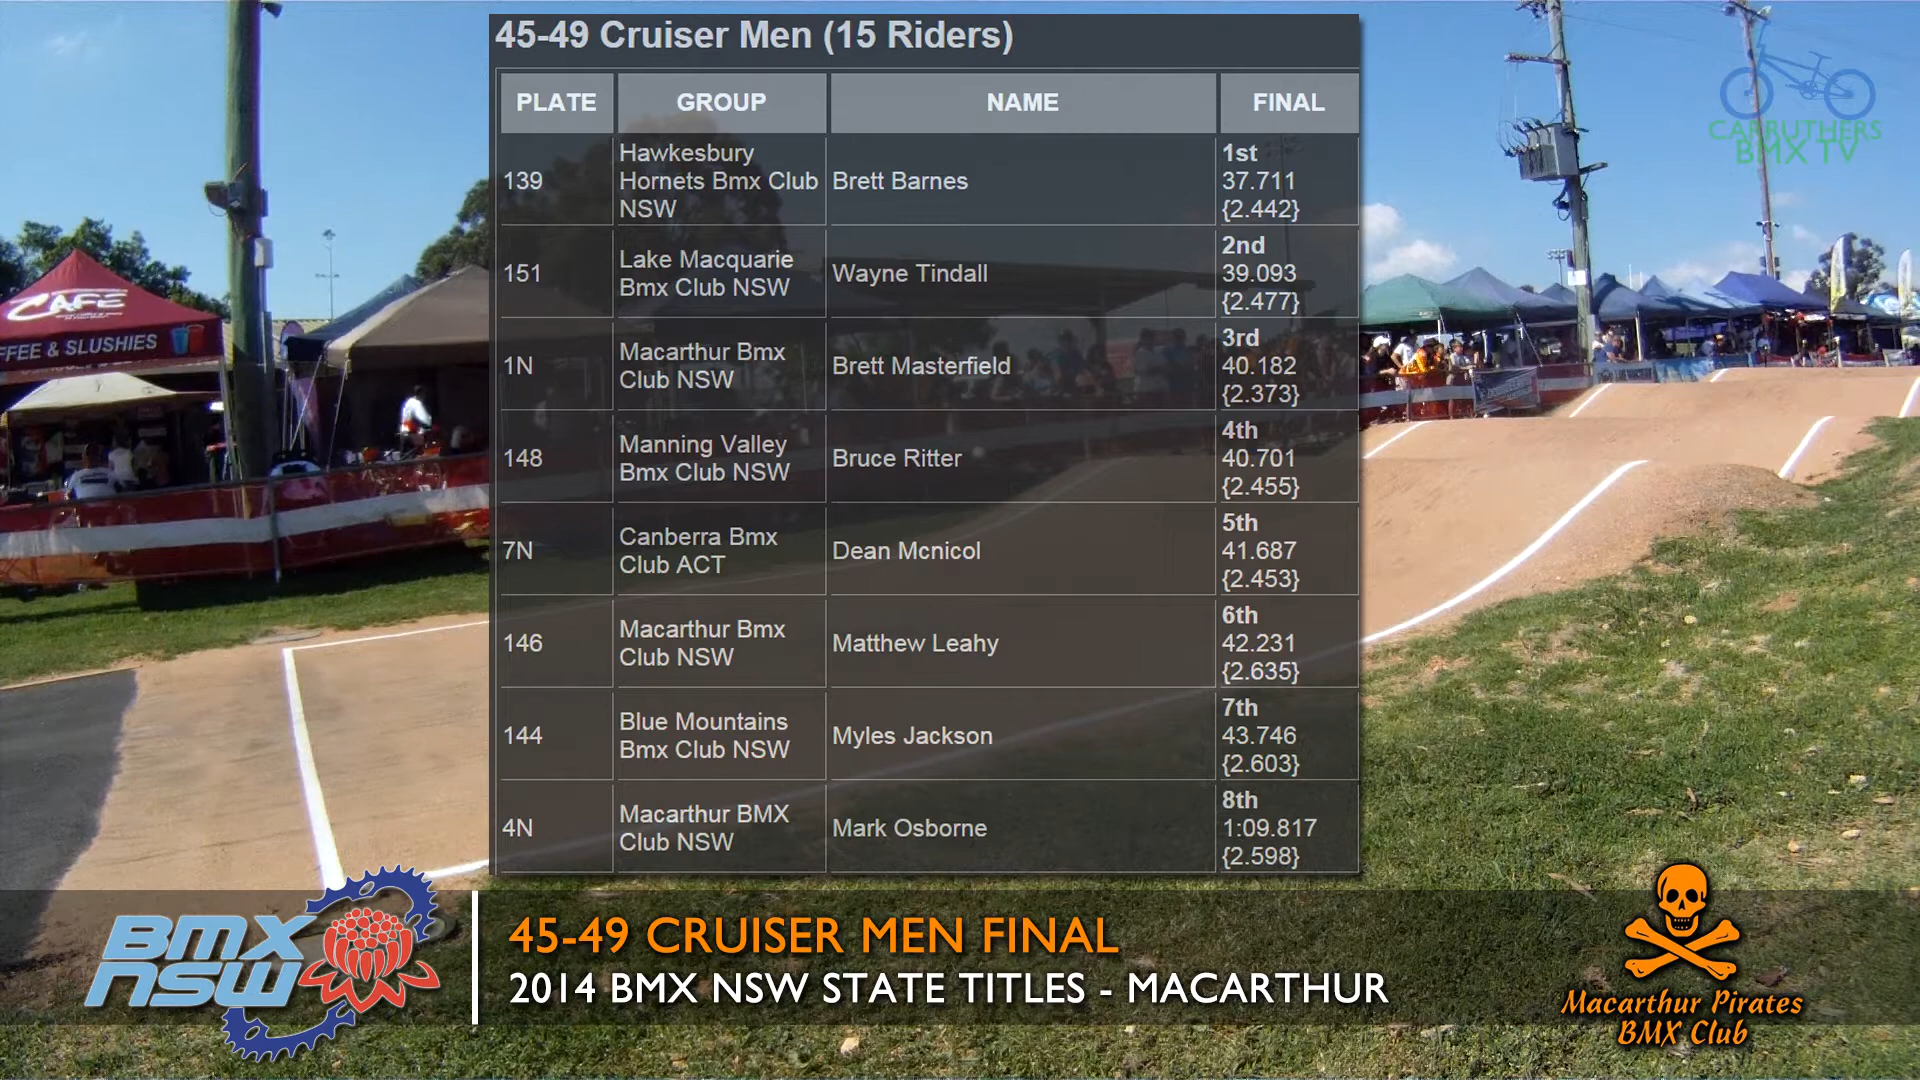 45-49 Cruiser Men (15 Riders)
PLATE GROUP NAME FINAL
139
Hawkesbury
Hornets Bmx Club
NSW
Brett Barnes
1st
37.711
{2.442}
151
Lake Macquarie
Bmx Club NSW
Wayne Tindall
2nd
39.093
{2.477}
1N
Macarthur Bmx
Club NSW
Brett Masterfield
3rd
40.182
{2.373}
148
Manning Valley
Bmx Club NSW
Bruce Ritter
4th
40.701
{2.455}
7N
Canberra Bmx
Club ACT
Dean Mcnicol
5th
41.687
{2.453}
146
Macarthur Bmx
Club NSW
Matthew Leahy
6th
42.231
{2.635}
144
Blue Mountains
Bmx Club NSW
Myles Jackson
7th
43.746
{2.603}
4N
Macarthur BMX
Club NSW
Mark Osborne
8th
1:09.817
{2.598}
CARRUTHERS
BMX TV
CAFE
FFEE & SLUSHIES
BMX
NSW
45-49 CRUISER MEN FINAL
2014 BMX NSW STATE TITLES - MACARTHUR
Macarthur Pirates
BMX Club